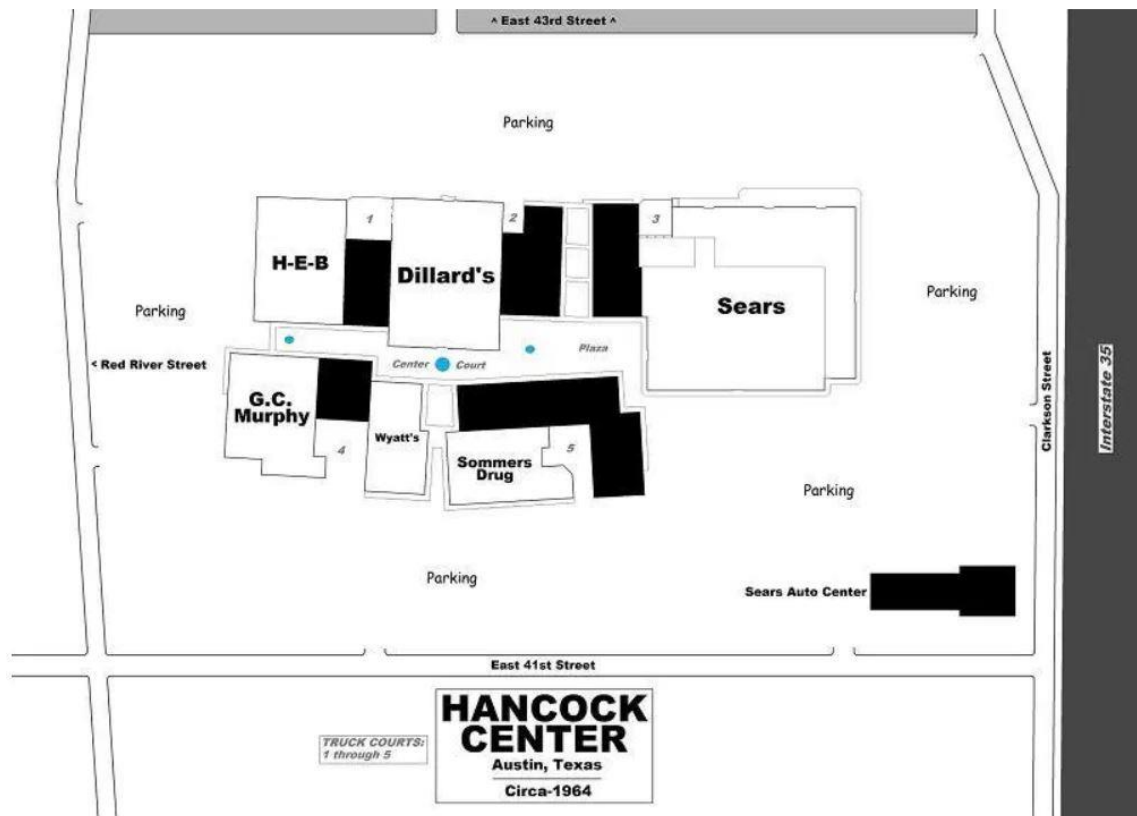 ^ East 43rd Street ^
Parking
1
2
3
H-E-B
Dillard's
Sears
Parking
Parking
Plaza
Center Court
< Red River Street
Clarkson Street
Interstate 35
G.C.
Murphy
Wyatt's
4
Sommers
Drug
5
Parking
Parking
Sears Auto Center
East 41st Street
HANCOCK
CENTER
Austin, Texas
Circa-1964
TRUCK COURTS:
1 through 5